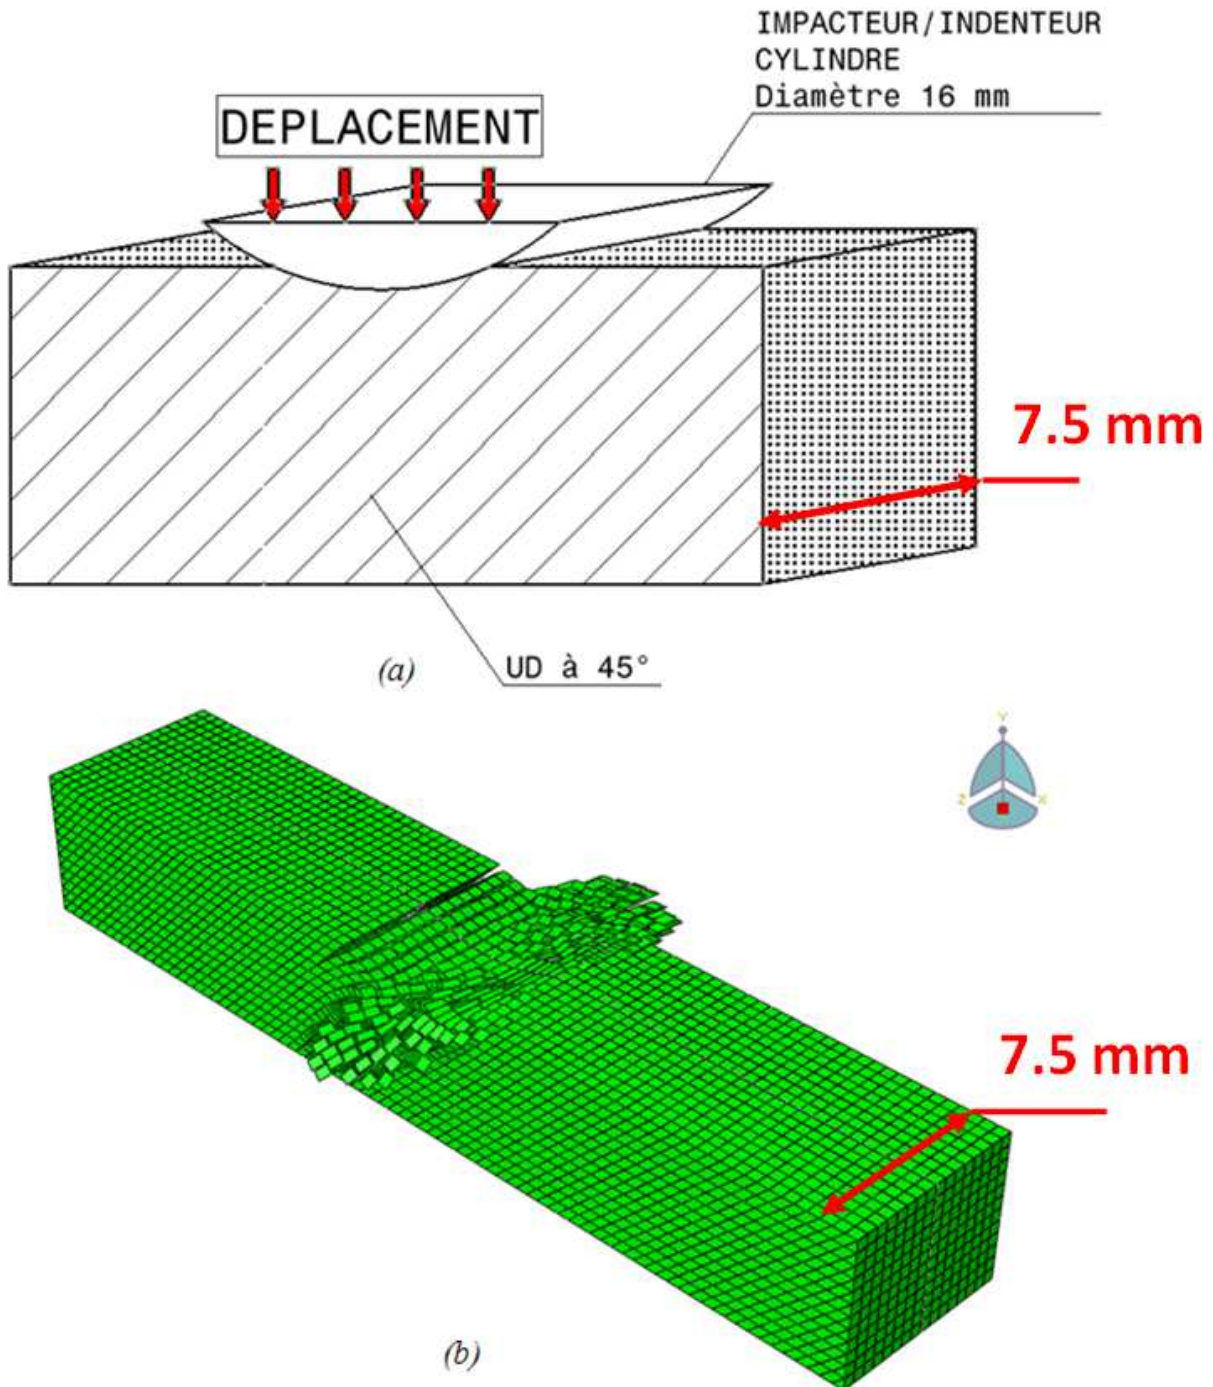 IMPACTEUR/INDENTEUR
CYLINDRE
Diamètre 16 mm
DEPLACEMENT
7.5 mm
(a)
UD à 45°
Y
Z
X
7.5 mm
(b)